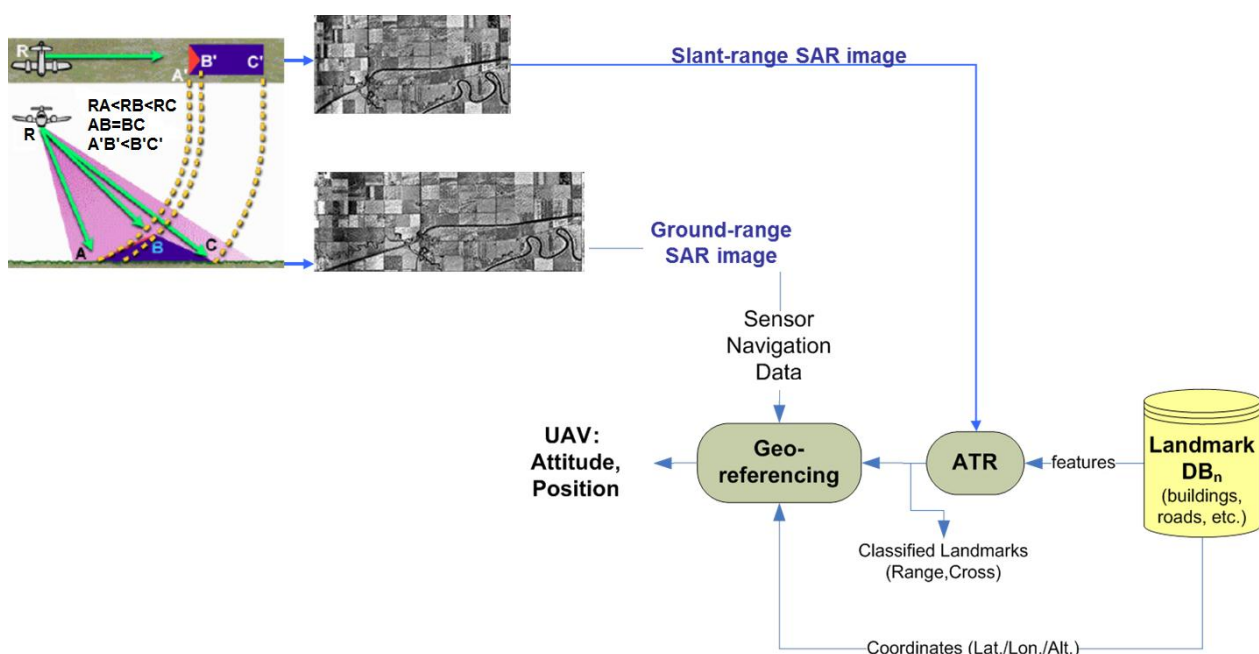 R
A'
B'
C'
RA<RB<RC
AB=BC
A'B'<B'C'
R
A
B
C
Slant-range SAR image
Ground-range
SAR image
Sensor
Navigation
Data
UAV:
Attitude,
Position
Geo-
referencing
ATR
features
Landmark
DBn
(buildings,
roads, etc.)
Classified Landmarks
(Range,Cross)
Coordinates (Lat./Lon./Alt.)